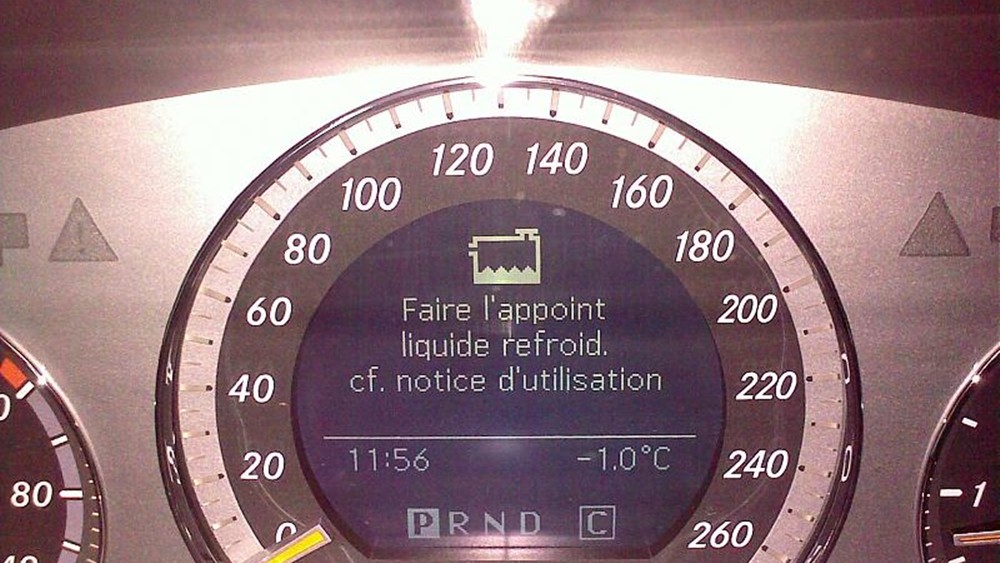 120 140
100 160
80 180
60 200
40 220
20 240
0 260
Faire l'appoint
liquide refroid.
cf. notice d'utilisation
11:56 -1.0°C
P R N D C
80
1